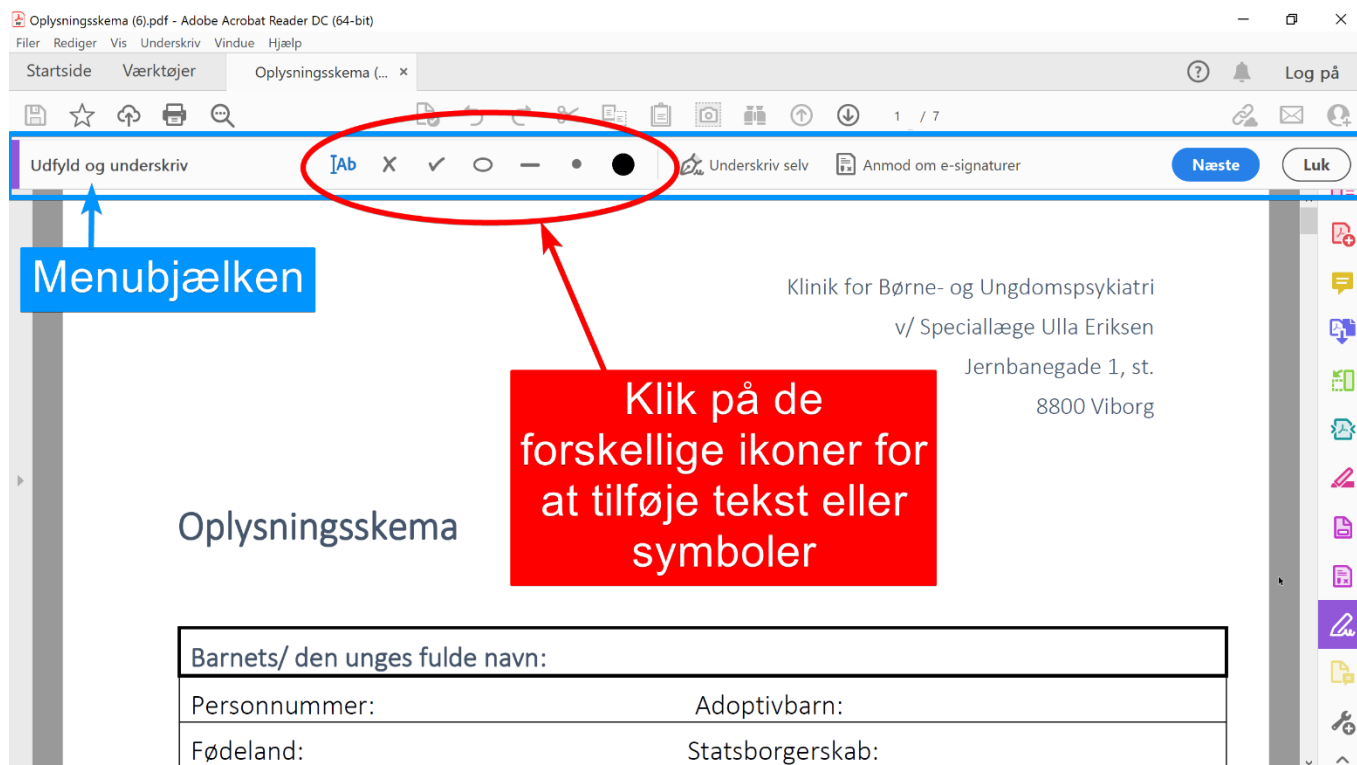 Oplysningsskema (6).pdf - Adobe Acrobat Reader DC (64-bit)
Filer Rediger Vis Underskriv Vindue Hjælp
Startside Værktøjer Oplysningsskema (... × Log på
1 / 7
Udfyld og underskriv Ab Underskriv selv Anmod om e-signaturer Næste Luk
Menubjælken
Klinik for Børne- og Ungdomspsykiatri
v/ Speciallæge Ulla Eriksen
Jernbanegade 1, st.
8800 Viborg
Klik på de
forskellige ikoner for
at tilføje tekst eller
symboler
Oplysningsskema
Barnets/ den unges fulde navn:
Personnummer: Adoptivbarn:
Fødeland: Statsborgerskab: